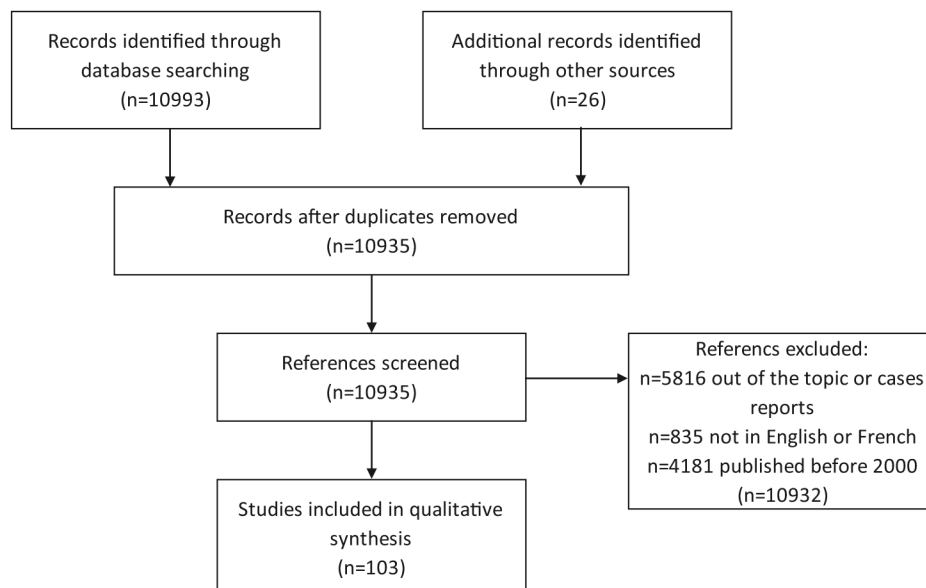 Records identified through
database searching
(n=10993)
Additional records identified
through other sources
(n=26)
Records after duplicates removed
(n=10935)
References screened
(n=10935)
Referencs excluded:
n=5816 out of the topic or cases
reports
n=835 not in English or French
n=4181 published before 2000
(n=10932)
Studies included in qualitative
synthesis
(n=103)